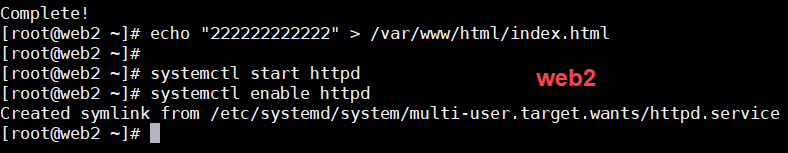 Complete!
[root@web2 ~]# echo "222222222222" > /var/www/html/index.html
[root@web2 ~]#
[root@web2 ~]# systemctl start httpd
[root@web2 ~]# systemctl enable httpd
web2
Created symlink from /etc/systemd/system/multi-user.target.wants/httpd.service
[root@web2 ~]#